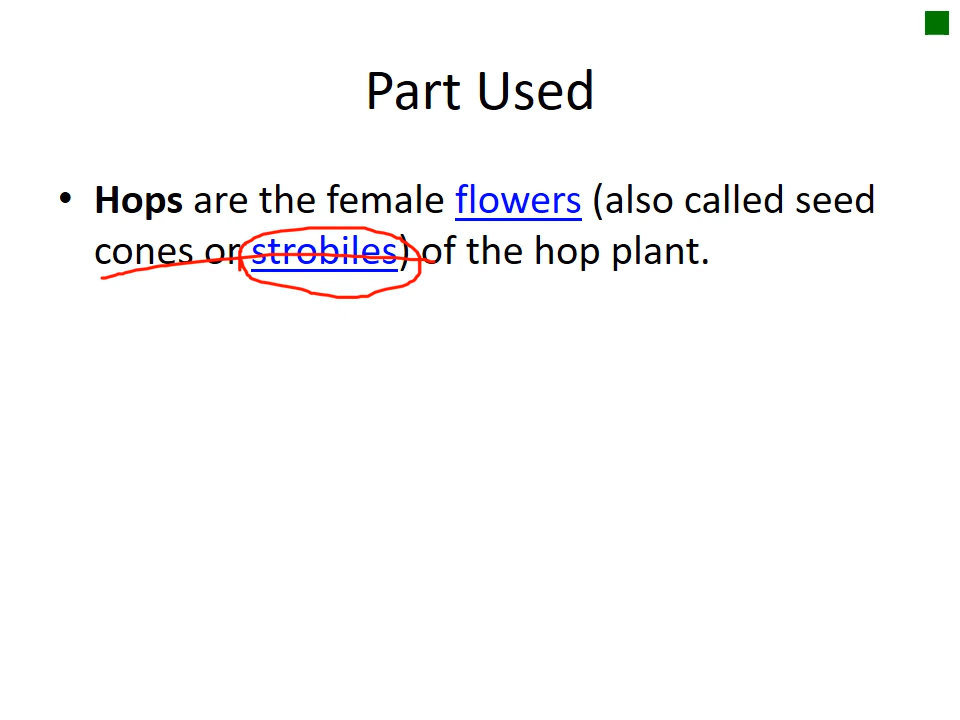 Part Used
• Hops are the female flowers (also called seed
cones or strobiles) of the hop plant.